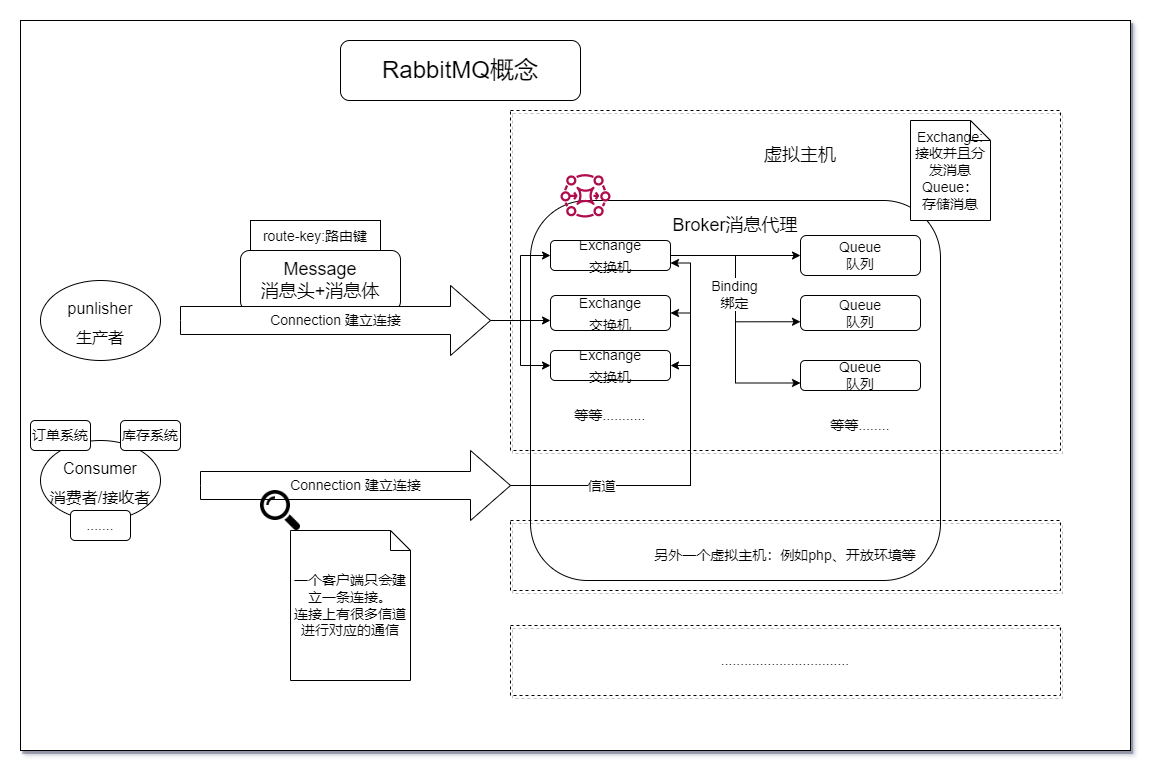 RabbitMQ概念
虚拟主机
Exchange:
接收并且分
发消息
Queue：
存储消息
Broker消息代理
route-key:路由键
Message
消息头+消息体
Connection 建立连接
punlisher
生产者
Exchange
交换机
Exchange
交换机
Exchange
交换机
等等...........
Binding
绑定
Queue
队列
Queue
队列
Queue
队列
等等........
订单系统
库存系统
Consumer
消费者/接收者
.......
Connection 建立连接
信道
一个客户端只会建
立一条连接。
连接上有很多信道
进行对应的通信
另外一个虚拟主机：例如php、开放环境等
..................................